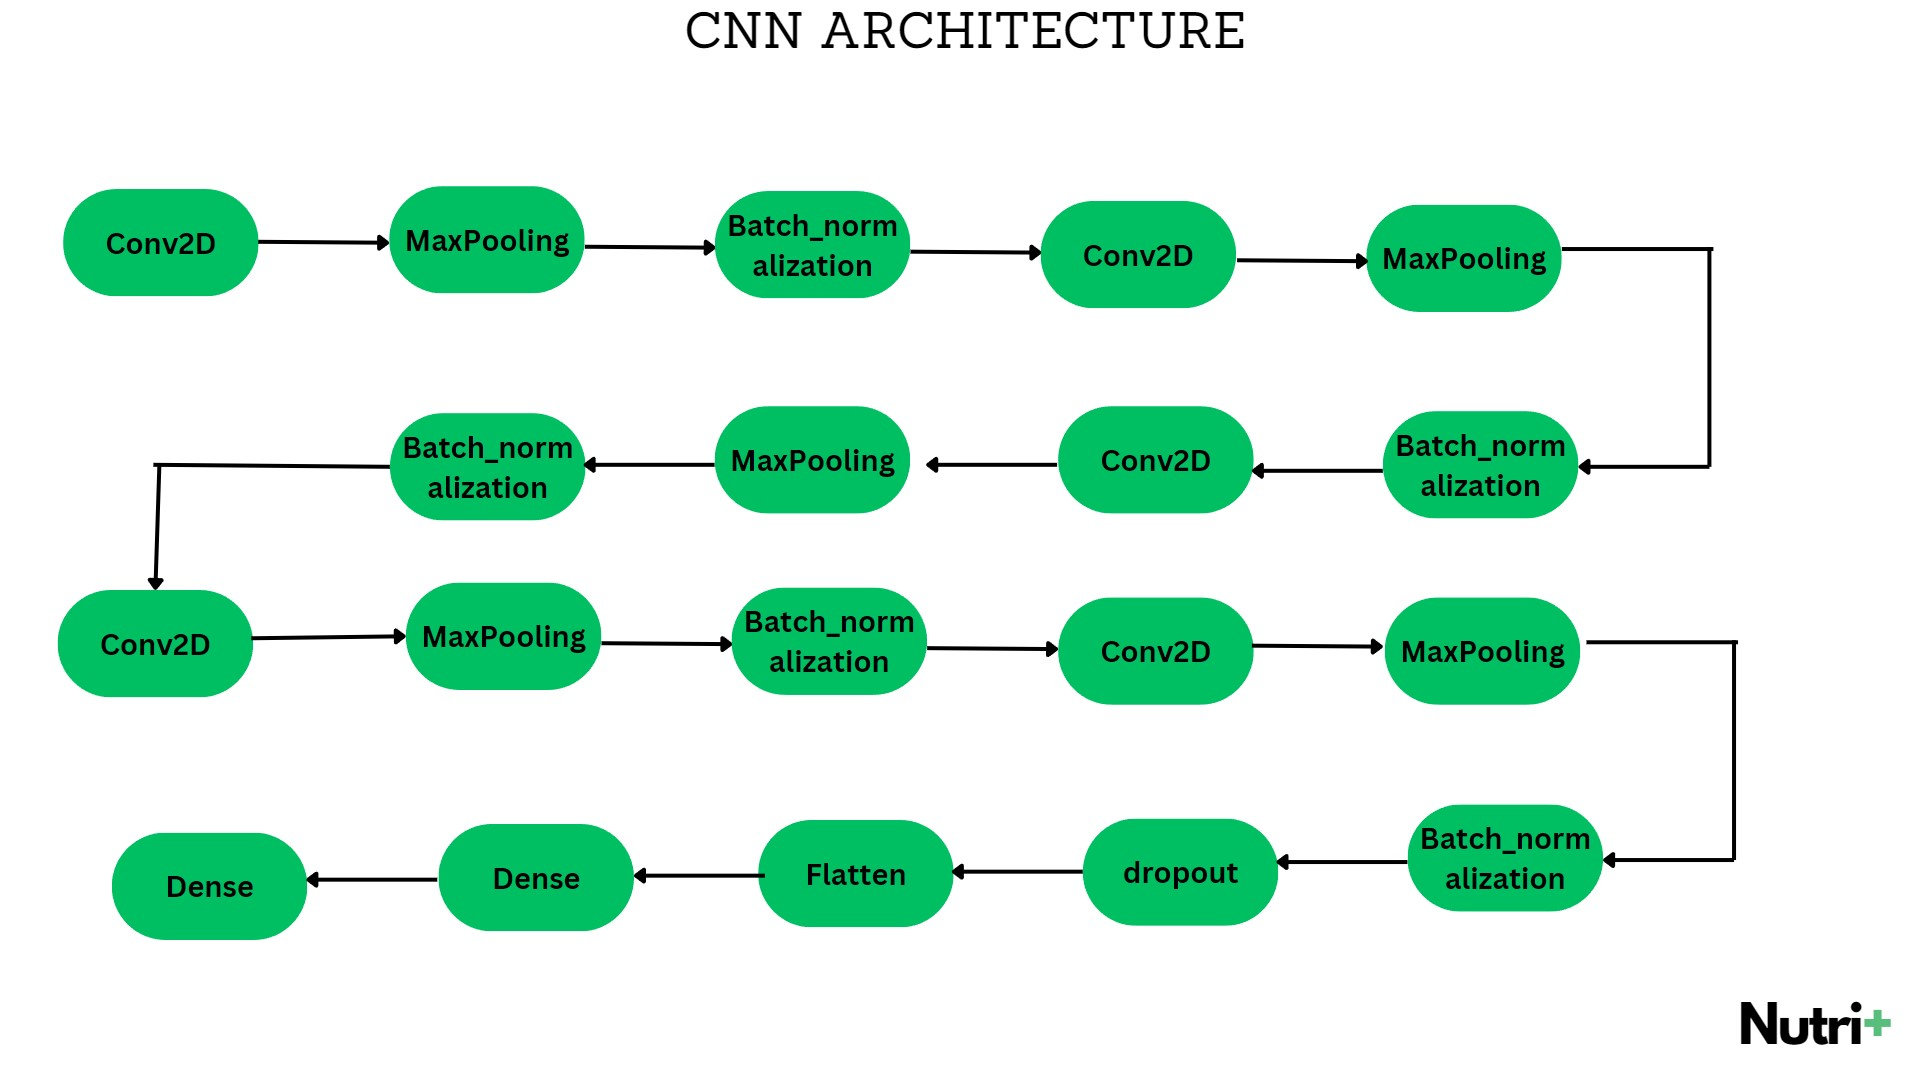 CNN ARCHITECTURE
Conv2D
MaxPooling
Batch_norm
alization
Conv2D
MaxPooling
Batch_norm
alization
Conv2D
MaxPooling
Batch_norm
alization
Conv2D
MaxPooling
Batch_norm
alization
Conv2D
MaxPooling
Batch_norm
alization
dropout
Flatten
Dense
Dense
Nutri+